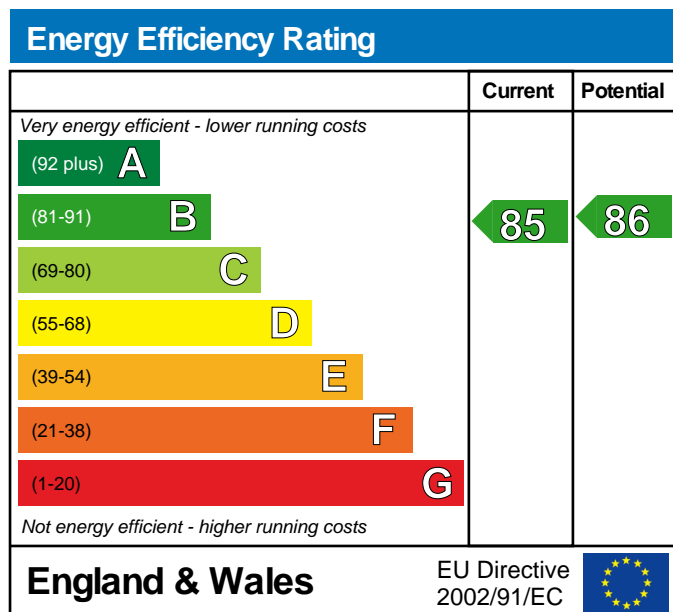 Energy Efficiency Rating
Current Potential
Very energy efficient - lower running costs
(92 plus) A
(81-91) B
85 86
(69-80) C
(55-68) D
(39-54) E
(21-38) F
(1-20) G
Not energy efficient - higher running costs
England & Wales
EU Directive
2002/91/EC